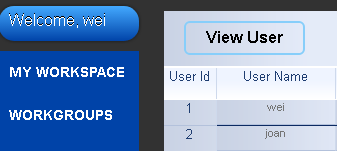 Welcome, wei
View User
MY WORKSPACE
WORKGROUPS
User Id User Name
1 wei
2 joan